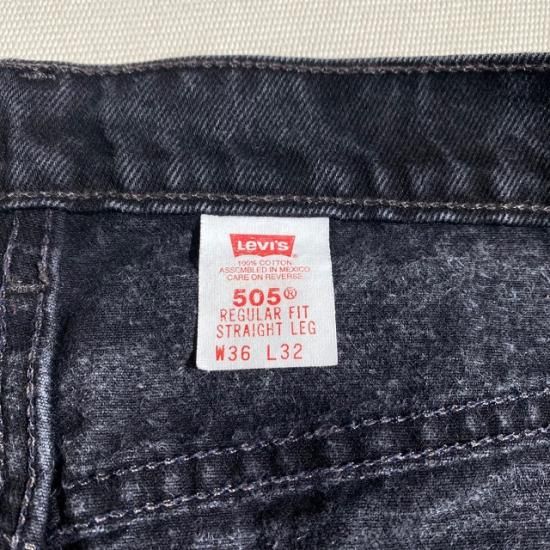 LEVI'S
100% COTTON
ASSEMBLED IN MEXICO
CARE ON REVERSE
505®
REGULAR FIT
STRAIGHT LEG
W36 L32